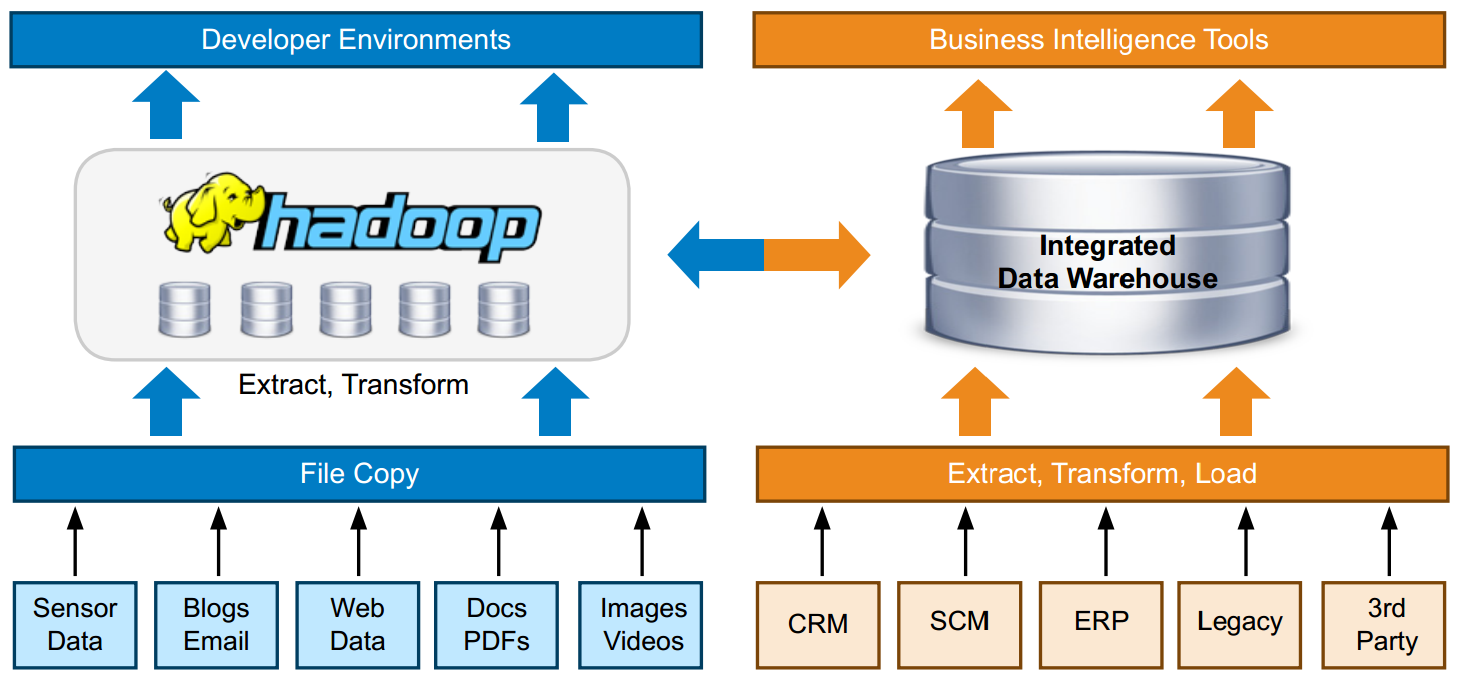 Developer Environments
Business Intelligence Tools
hadoop
Integrated
Data Warehouse
Extract, Transform
File Copy
Extract, Transform, Load
Sensor
Data
Blogs
Email
Web
Data
Docs
PDFs
Images
Videos
CRM
SCM
ERP
Legacy
3rd
Party